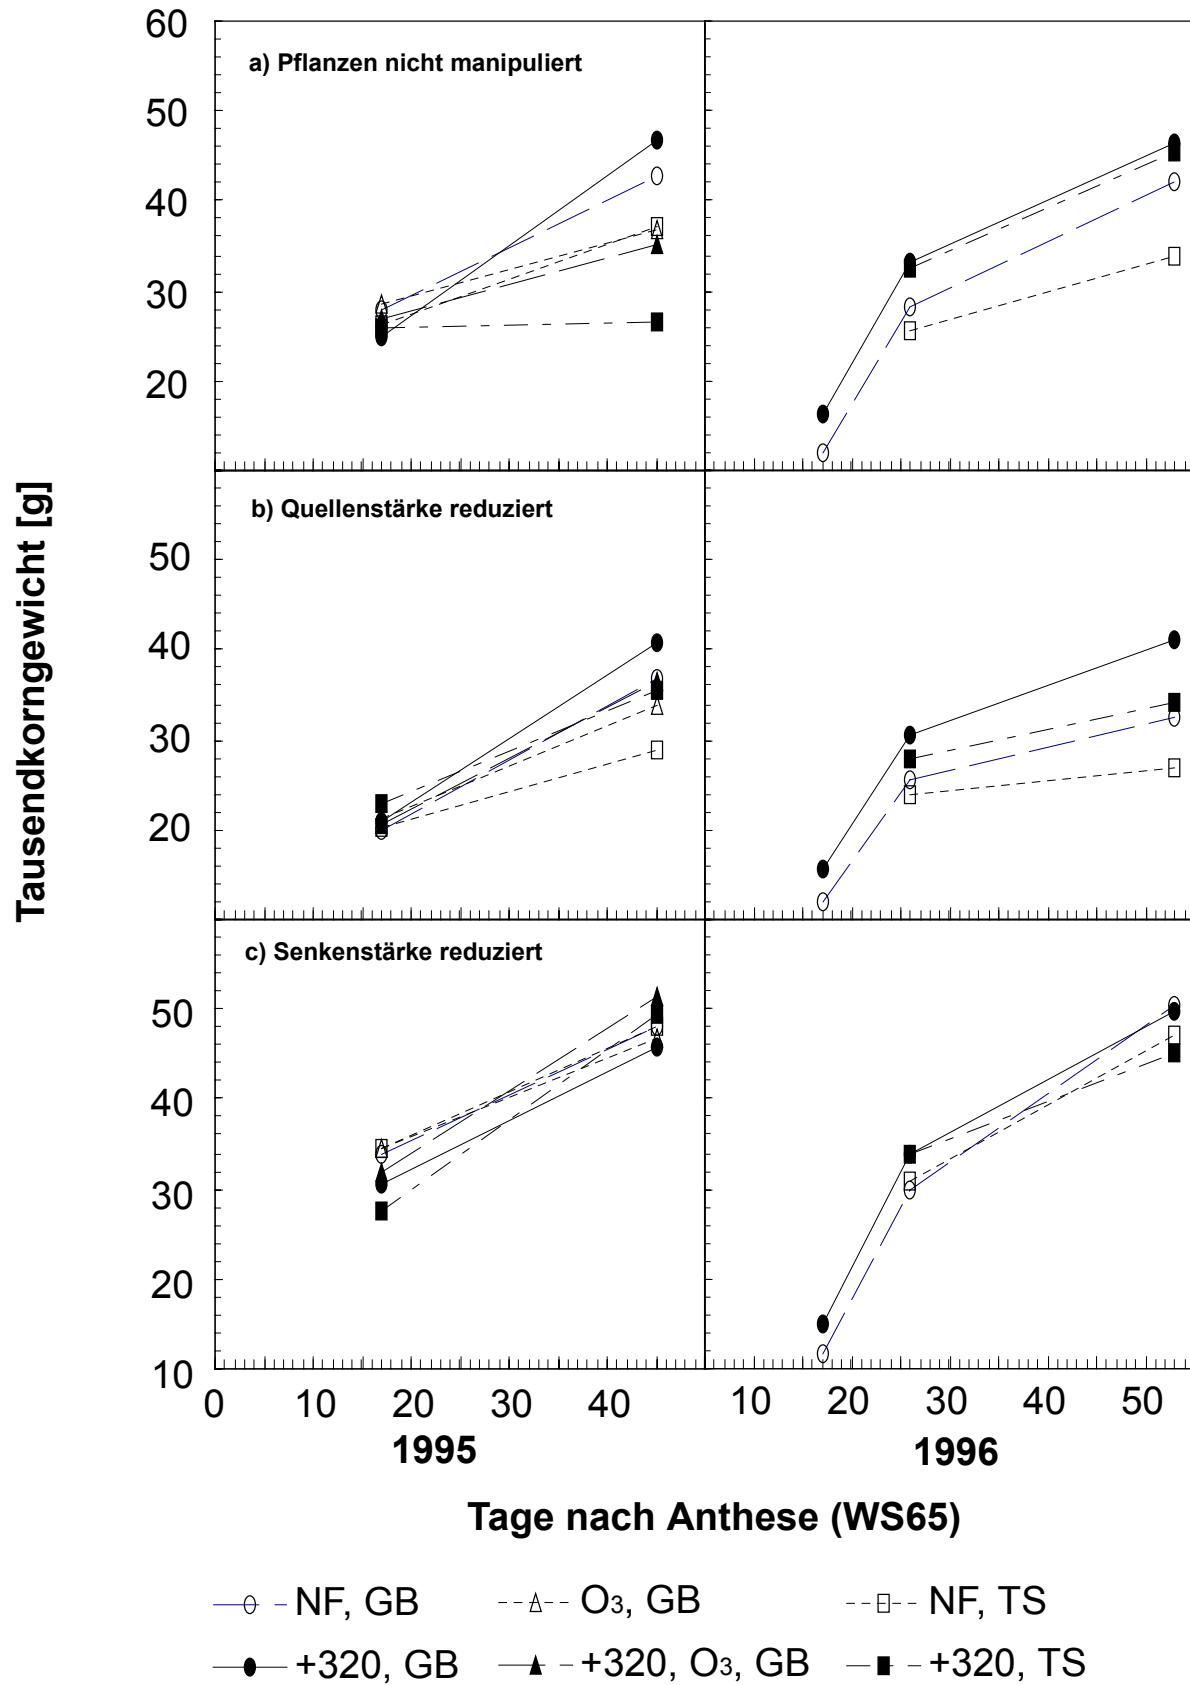 60
a) Pflanzen nicht manipuliert
50
40
30
20
b) Quellenstärke reduziert
50
40
30
20
c) Senkenstärke reduziert
50
40
30
20
10
Tausendkorngewicht [g]
0 10 20 30 40 10 20 30 40 50
1995 1996
Tage nach Anthese (WS65)
NF, GB O3, GB NF, TS
+320, GB +320, O3, GB +320, TS